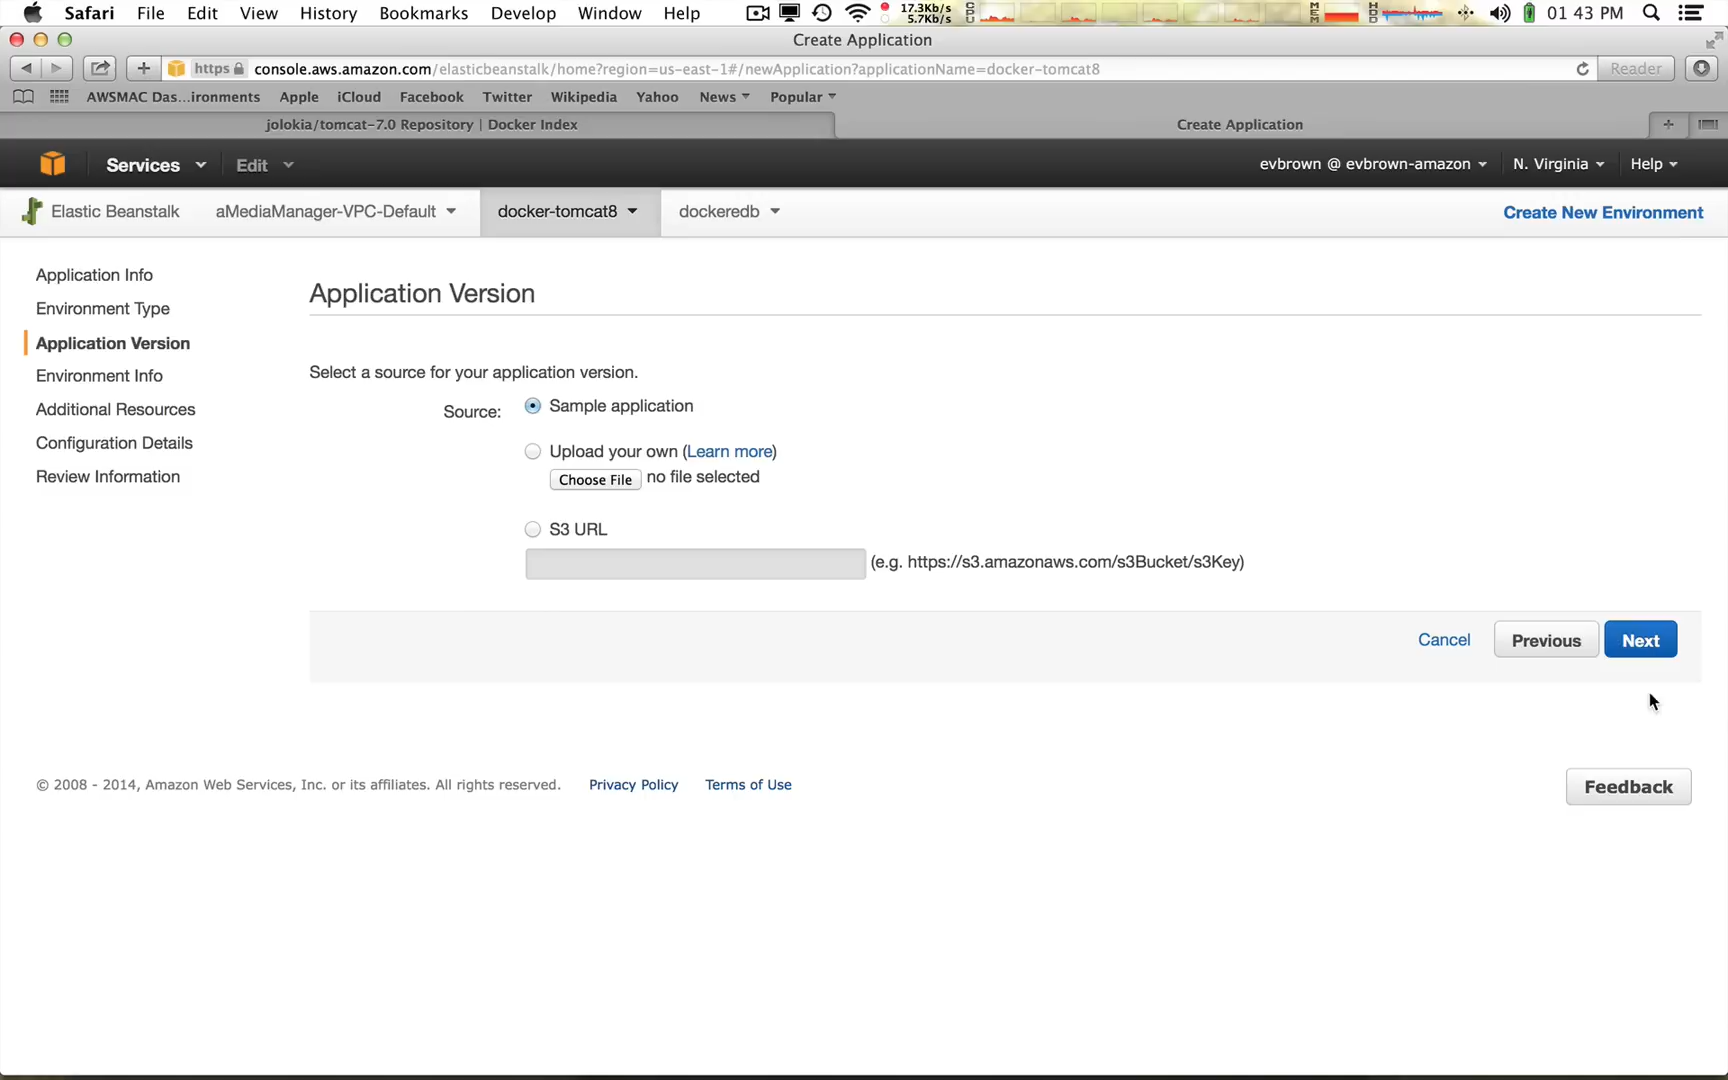 Safari File Edit View History Bookmarks Develop Window Help 17.3Kb/s 5.7Kb/s CPU MEM HDD 01 43 PM
Create Application
https console.aws.amazon.com/elasticbeanstalk/home?region=us-east-1#/newApplication?applicationName=docker-tomcat8 Reader
AWSMAC Das...ironments Apple iCloud Facebook Twitter Wikipedia Yahoo News Popular
jolokia/tomcat-7.0 Repository | Docker Index Create Application
Services Edit evbrown @ evbrown-amazon N. Virginia Help
Elastic Beanstalk aMediaManager-VPC-Default docker-tomcat8 dockeredb Create New Environment
Application Info
Environment Type
Application Version
Environment Info
Additional Resources
Configuration Details
Review Information
Application Version
Select a source for your application version.
Source: Sample application
Upload your own (Learn more)
Choose File no file selected
S3 URL
(e.g. https://s3.amazonaws.com/s3Bucket/s3Key)
Cancel Previous Next
© 2008 - 2014, Amazon Web Services, Inc. or its affiliates. All rights reserved. Privacy Policy Terms of Use
Feedback